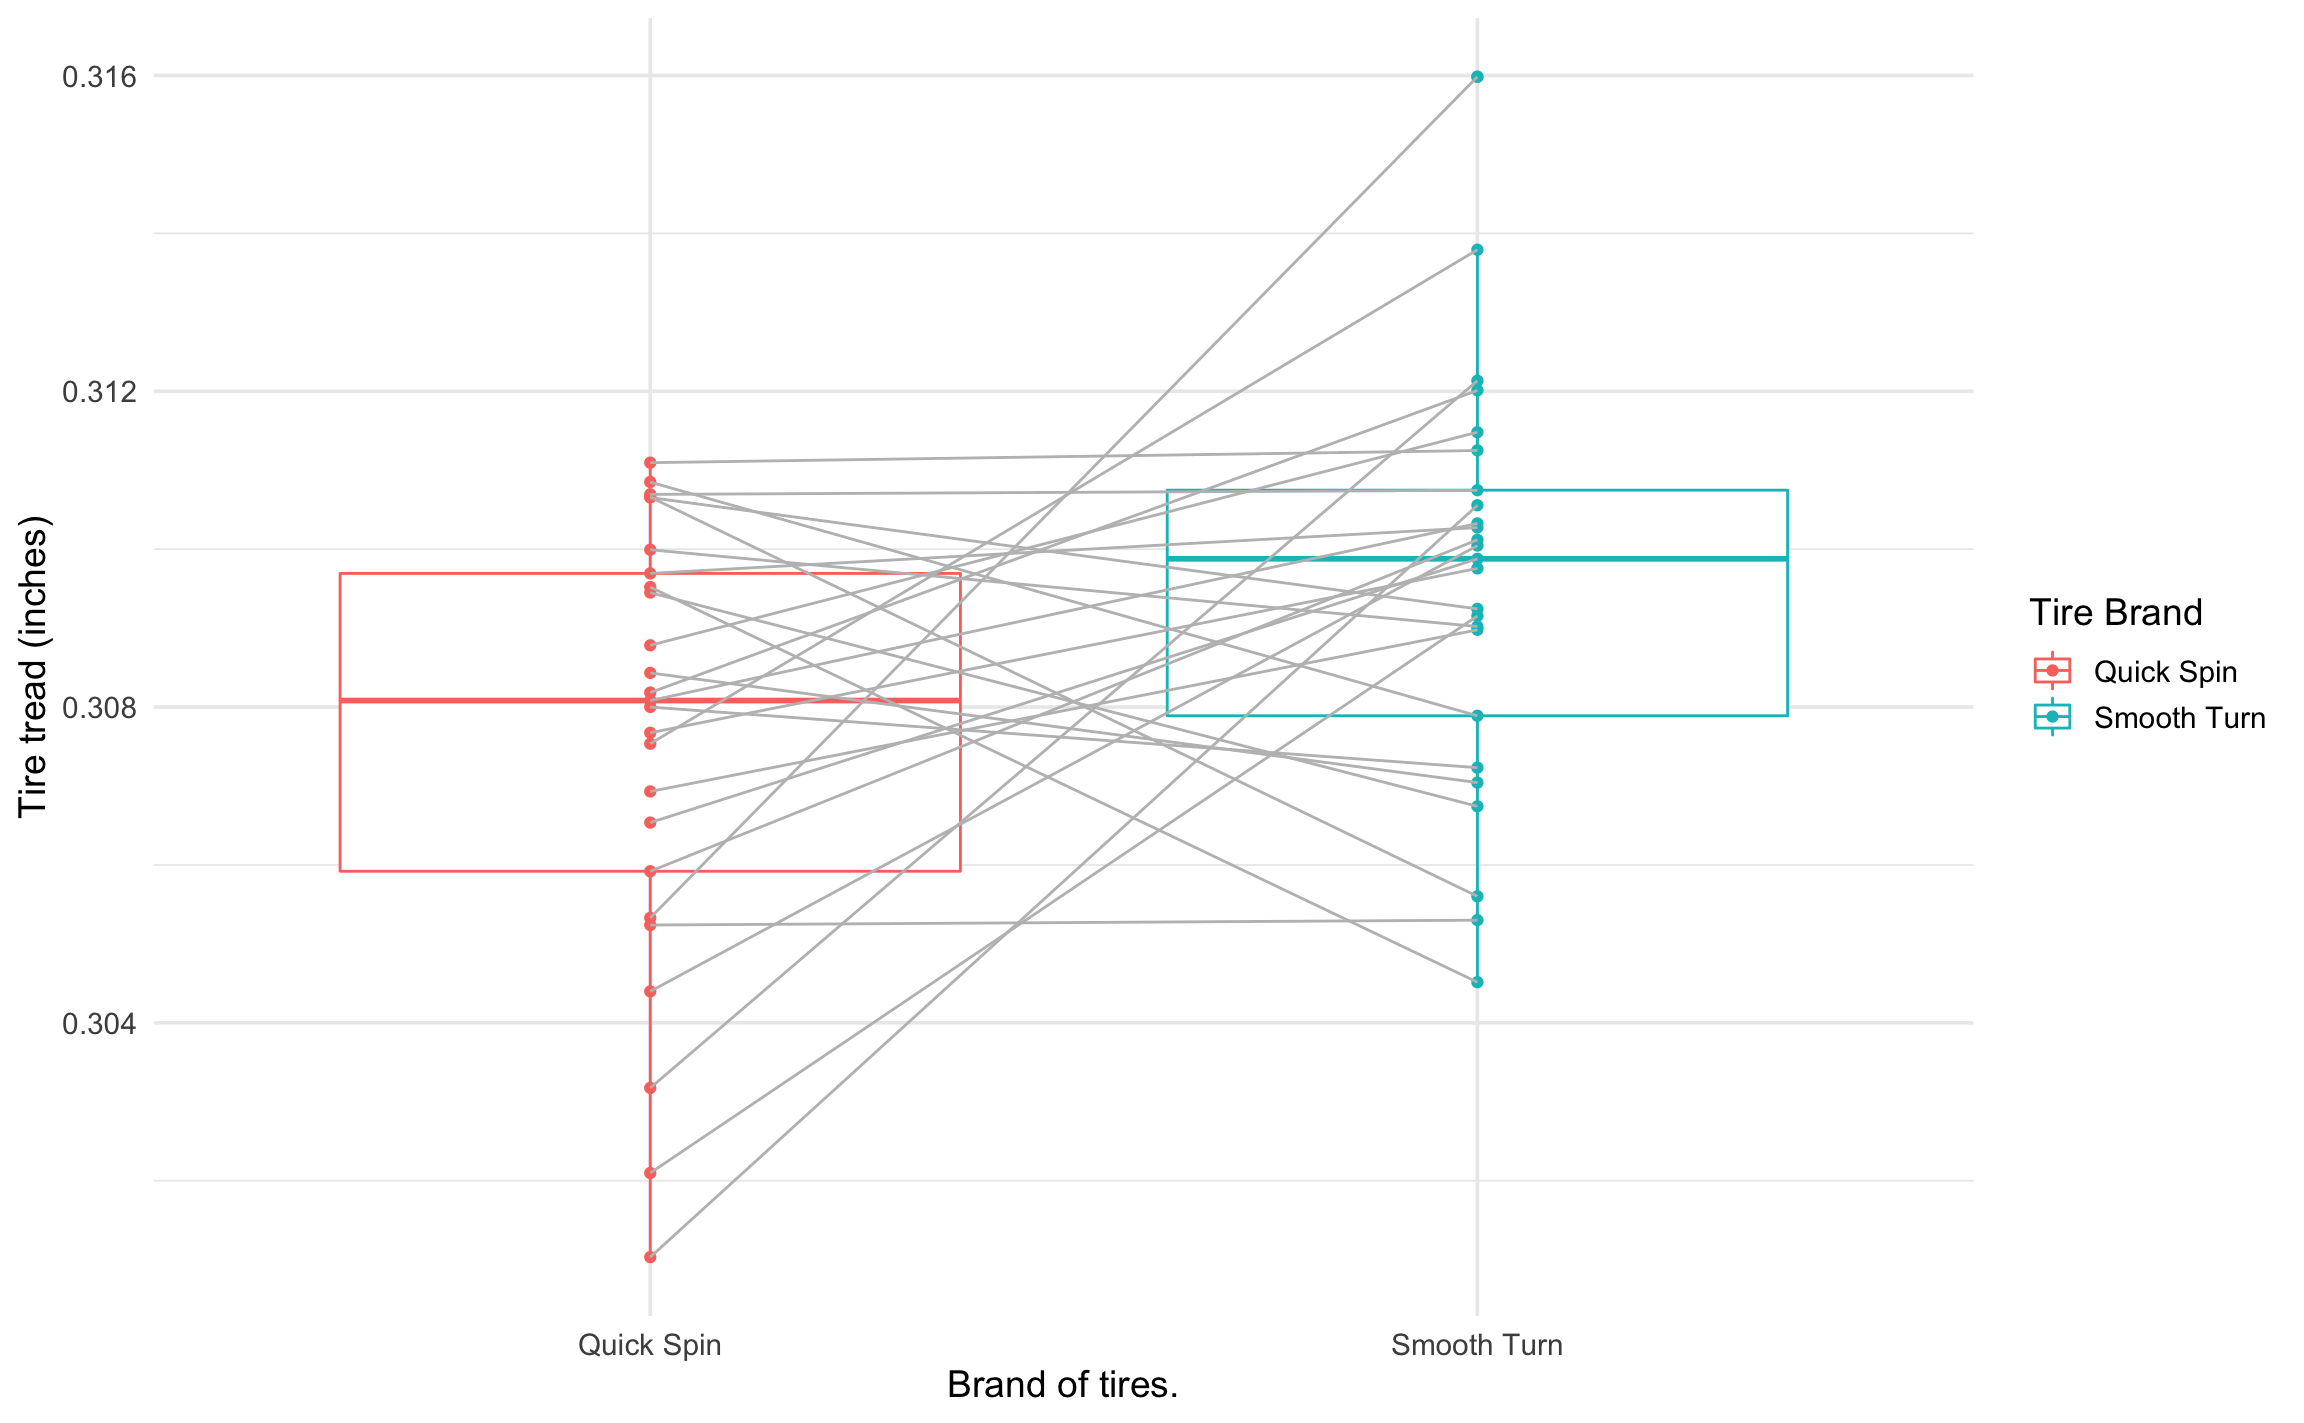 0.316
0.312
0.308
0.304
Tire tread (inches)
Quick Spin
Smooth Turn
Brand of tires.
Tire Brand
Quick Spin
Smooth Turn